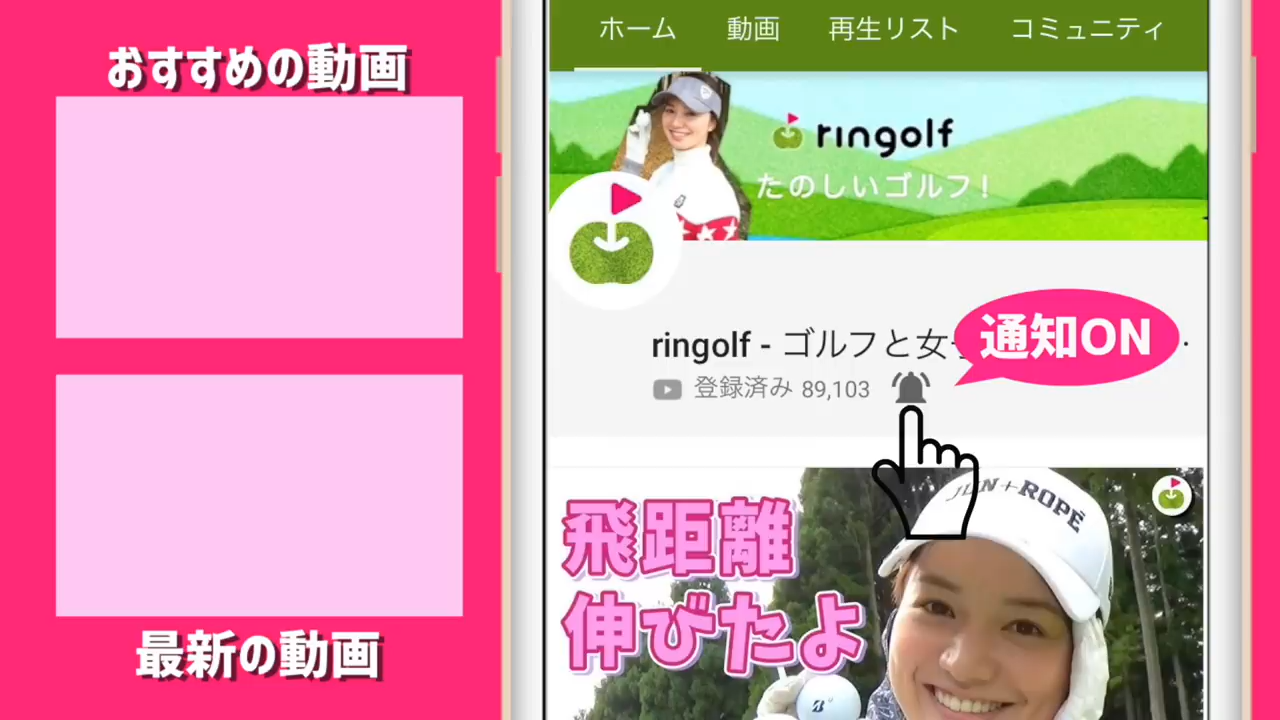 おすすめの動画
最新の動画
ホーム 動画 再生リスト コミュニティ
ringolf
たのしいゴルフ!
ringolf - ゴルフと女
通知ON
登録済み 89,103
飛距離
伸びたよ
JUN+ROPÉ
B